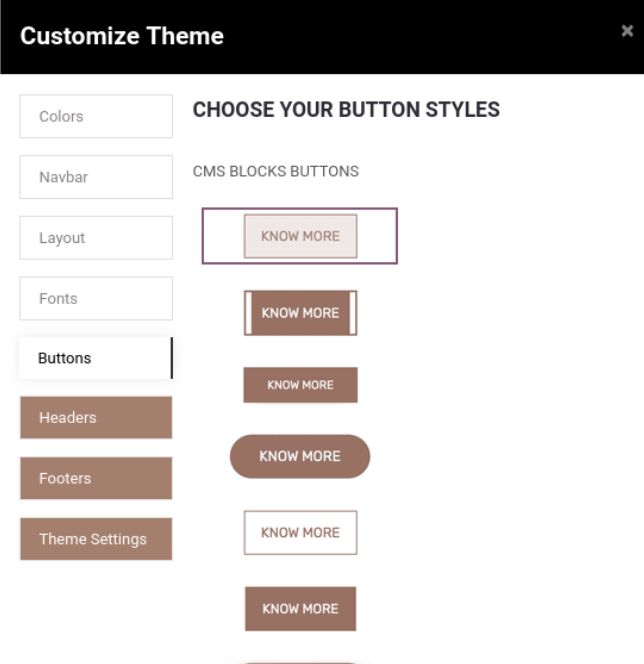 Customize Theme
×
Colors
Navbar
Layout
Fonts
Buttons
Headers
Footers
Theme Settings
CHOOSE YOUR BUTTON STYLES
CMS BLOCKS BUTTONS
KNOW MORE
KNOW MORE
KNOW MORE
KNOW MORE
KNOW MORE
KNOW MORE